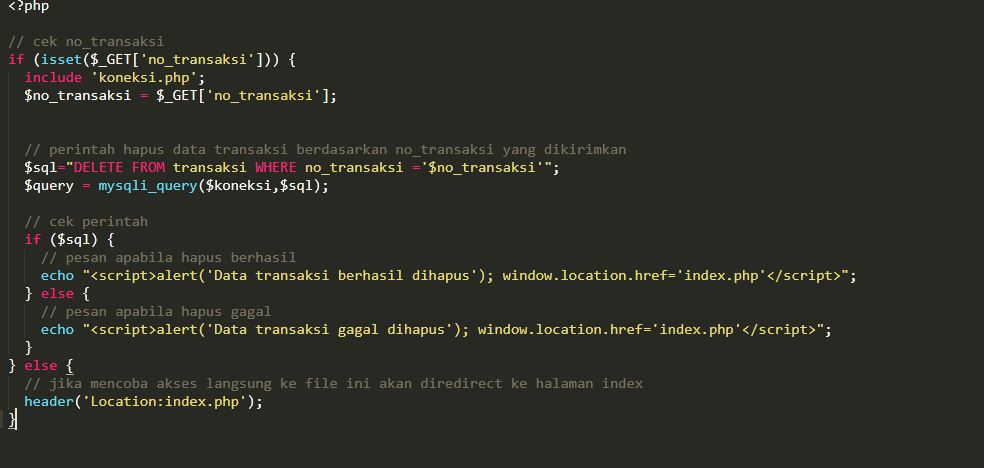 <?php
// cek no_transaksi
if (isset($_GET['no_transaksi'])) {
include 'koneksi.php';
$no_transaksi = $_GET['no_transaksi'];
// perintah hapus data transaksi berdasarkan no_transaksi yang dikirimkan
$sql="DELETE FROM transaksi WHERE no_transaksi ='$no_transaksi'";
$query = mysqli_query($koneksi,$sql);
// cek perintah
if ($sql) {
// pesan apabila hapus berhasil
echo "<script>alert('Data transaksi berhasil dihapus'); window.location.href='index.php'</script>";
} else {
// pesan apabila hapus gagal
echo "<script>alert('Data transaksi gagal dihapus'); window.location.href='index.php'</script>";
}
} else {
// jika mencoba akses langsung ke file ini akan diredirect ke halaman index
header('Location:index.php');
}